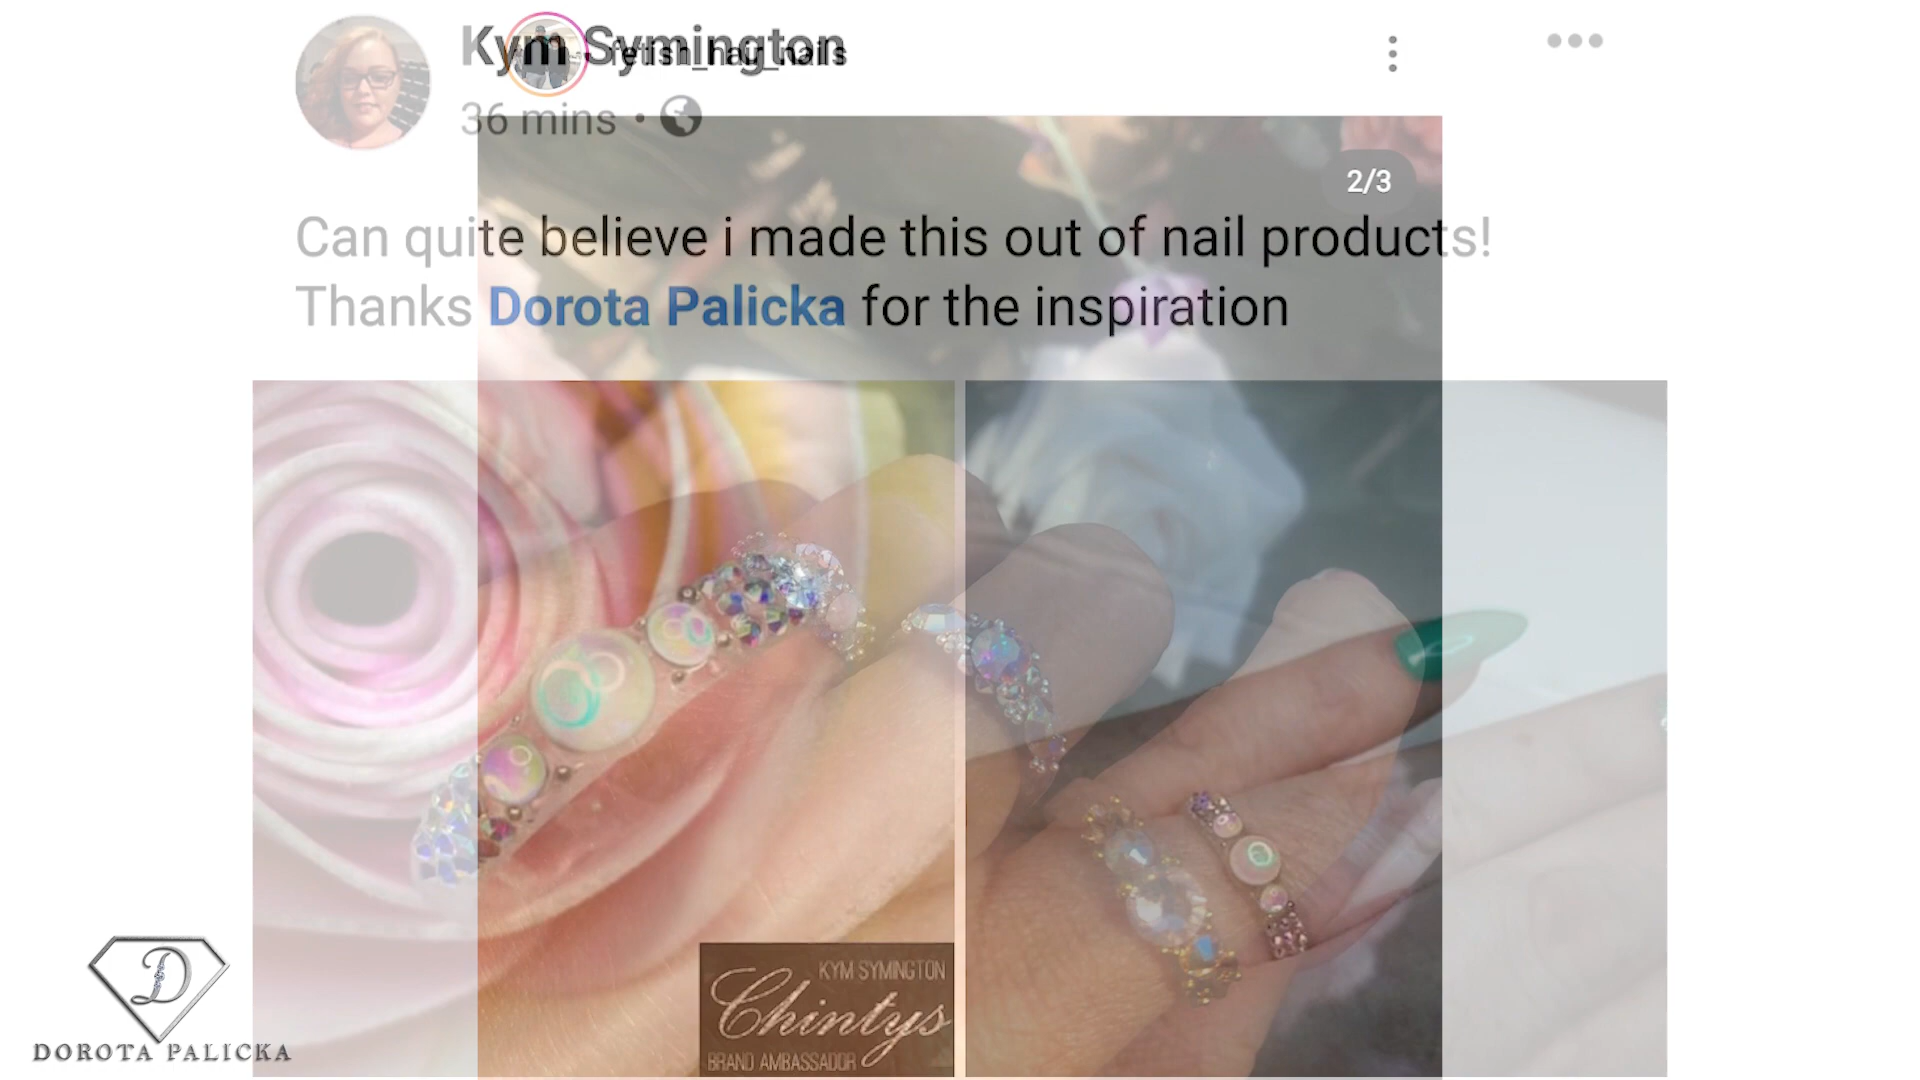 Kym Symington
fetish_hair_nails
36 mins
2/3
Can quite believe i made this out of nail products!
Thanks Dorota Palicka for the inspiration
KYM SYMINGTON
Chintys
BRAND AMBASSADOR
D
DOROTA PALICKA